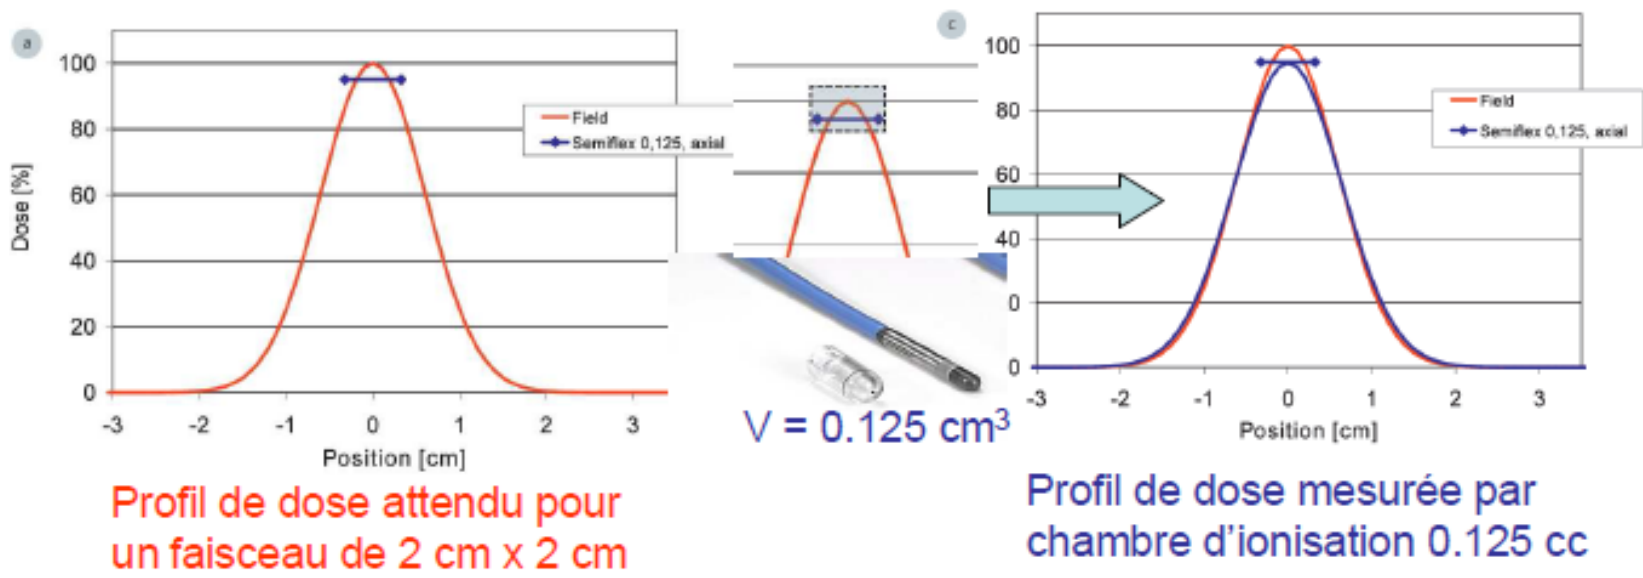 a
100
80
60
40
20
0
Dose [%]
-3 -2 -1 0 1 2 3
Position [cm]
Field
Semiflex 0,125, axial
Profil de dose attendu pour
un faisceau de 2 cm x 2 cm
V = 0.125 cm³
c
100
80
60
40
0
0
-3 -2 -1 0 1 2 3
Position [cm]
Field
Semiflex 0,125, axial
Profil de dose mesurée par
chambre d'ionisation 0.125 cc